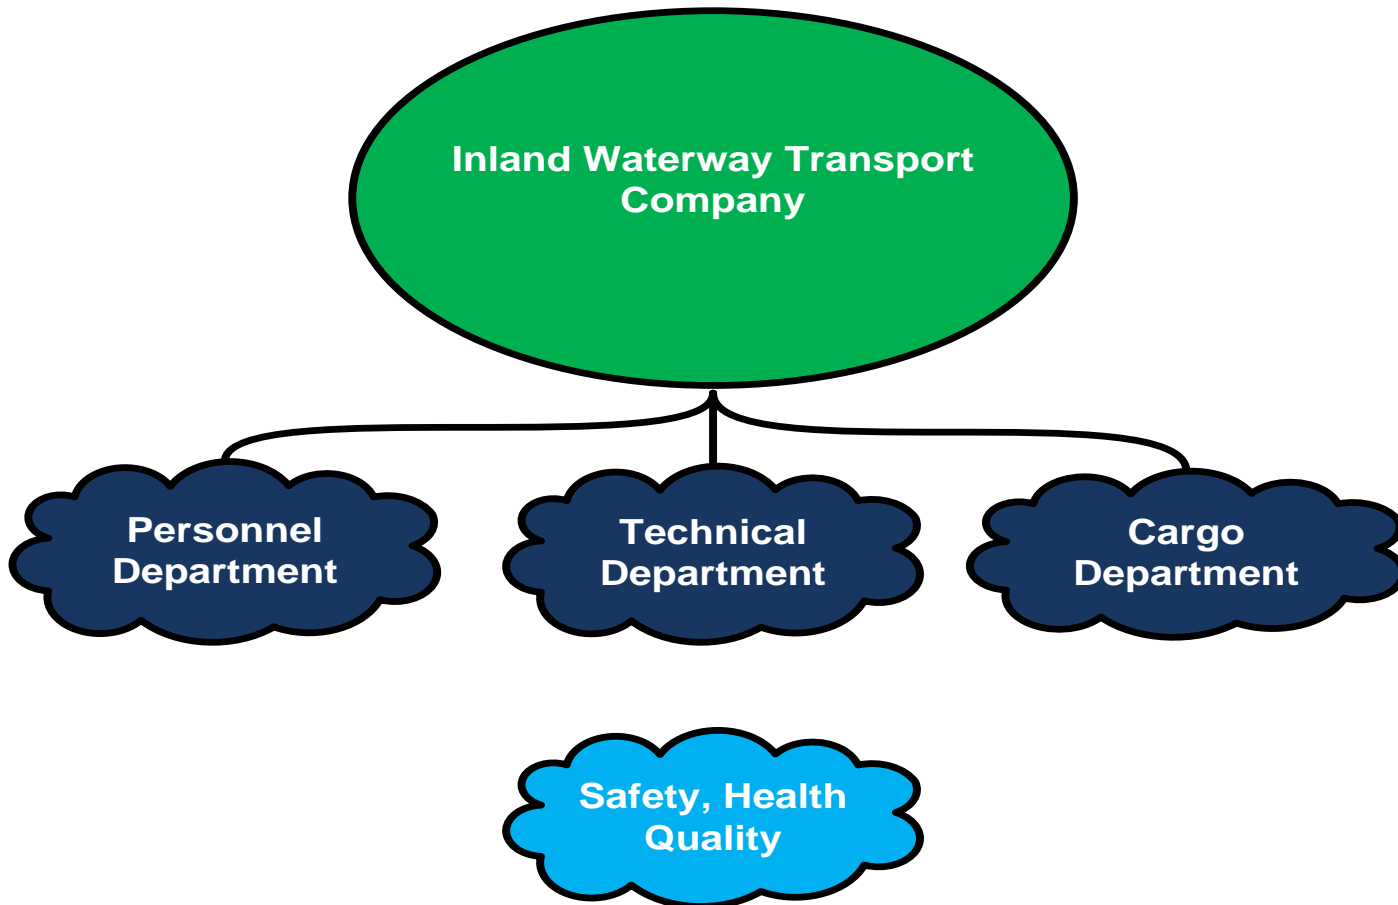 Inland Waterway Transport
Company
Personnel
Department
Technical
Department
Cargo
Department
Safety, Health
Quality